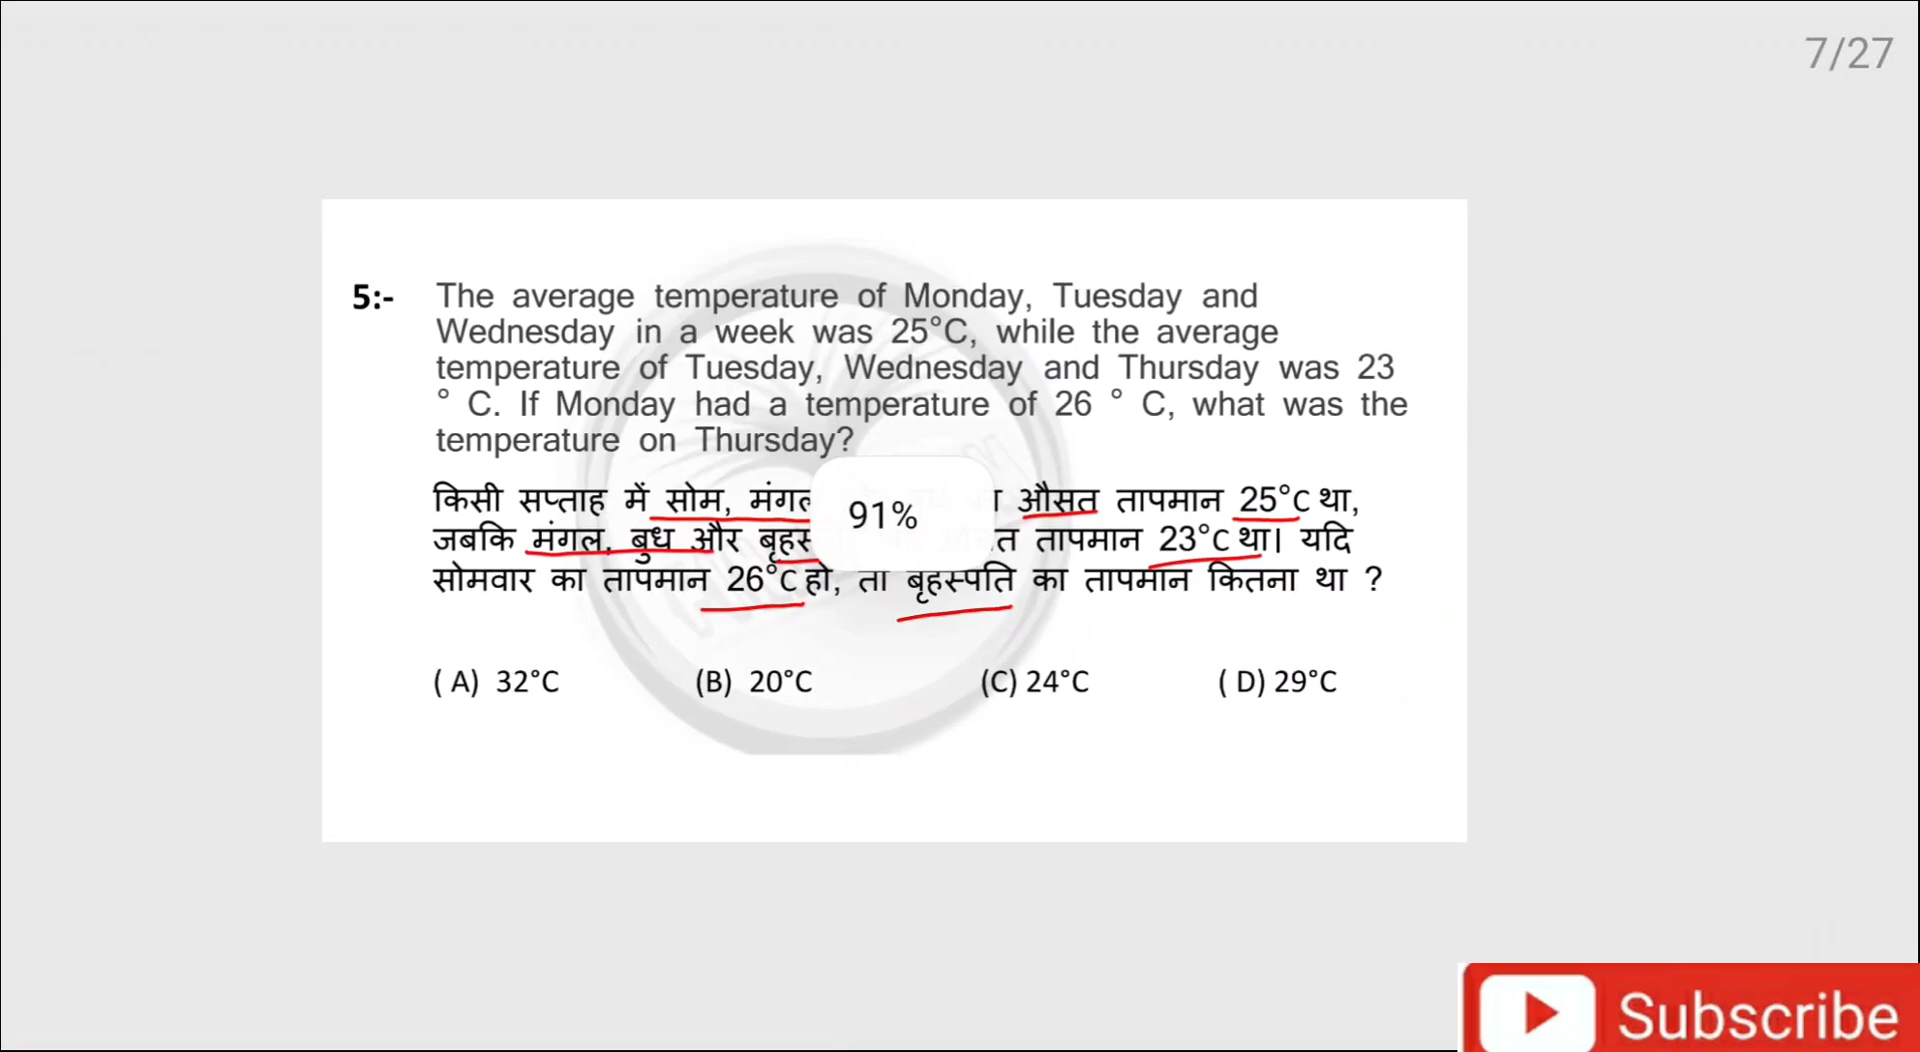 7/27
5:- The average temperature of Monday, Tuesday and
Wednesday in a week was 25°C, while the average
temperature of Tuesday, Wednesday and Thursday was 23
° C. If Monday had a temperature of 26 ° C, what was the
temperature on Thursday?
किसी सप्ताह में सोम, मंगल औसत तापमान 25°C था,
91%
जबकि मंगल, बुध और तापमान 23°C था। यदि
सोमवार का तापमान 26°C हो, तो बृहस्पति का तापमान कितना था ?
( A) 32°C (B) 20°C (C) 24°C ( D) 29°C
Subscribe